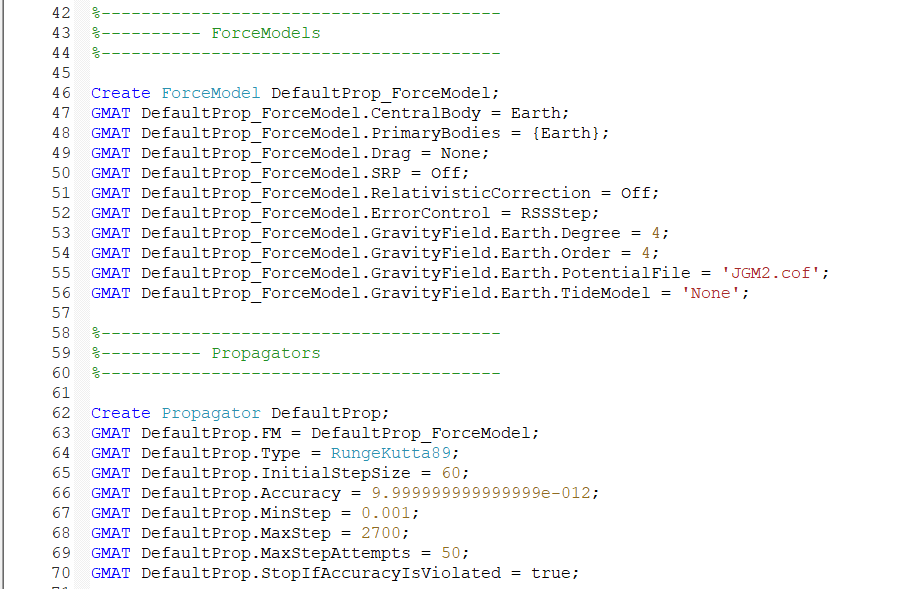 42 %----------------------------------------
43 %---------- ForceModels
44 %----------------------------------------
45
46 Create ForceModel DefaultProp_ForceModel;
47 GMAT DefaultProp_ForceModel.CentralBody = Earth;
48 GMAT DefaultProp_ForceModel.PrimaryBodies = {Earth};
49 GMAT DefaultProp_ForceModel.Drag = None;
50 GMAT DefaultProp_ForceModel.SRP = Off;
51 GMAT DefaultProp_ForceModel.RelativisticCorrection = Off;
52 GMAT DefaultProp_ForceModel.ErrorControl = RSSStep;
53 GMAT DefaultProp_ForceModel.GravityField.Earth.Degree = 4;
54 GMAT DefaultProp_ForceModel.GravityField.Earth.Order = 4;
55 GMAT DefaultProp_ForceModel.GravityField.Earth.PotentialFile = 'JGM2.cof';
56 GMAT DefaultProp_ForceModel.GravityField.Earth.TideModel = 'None';
57
58 %----------------------------------------
59 %---------- Propagators
60 %----------------------------------------
61
62 Create Propagator DefaultProp;
63 GMAT DefaultProp.FM = DefaultProp_ForceModel;
64 GMAT DefaultProp.Type = RungeKutta89;
65 GMAT DefaultProp.InitialStepSize = 60;
66 GMAT DefaultProp.Accuracy = 9.999999999999999e-012;
67 GMAT DefaultProp.MinStep = 0.001;
68 GMAT DefaultProp.MaxStep = 2700;
69 GMAT DefaultProp.MaxStepAttempts = 50;
70 GMAT DefaultProp.StopIfAccuracyIsViolated = true;